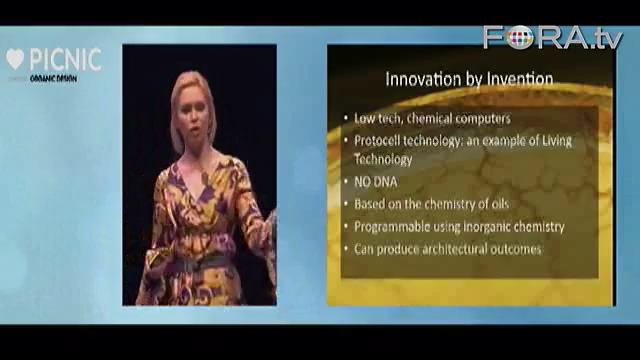 PICNIC
ORGANIC DESIGN
FORA.tv
Innovation by Invention
• Low tech, chemical computers
• Protocell technology: an example of Living
Technology
• NO DNA
• Based on the chemistry of oils
• Programmable using inorganic chemistry
• Can produce architectural outcomes